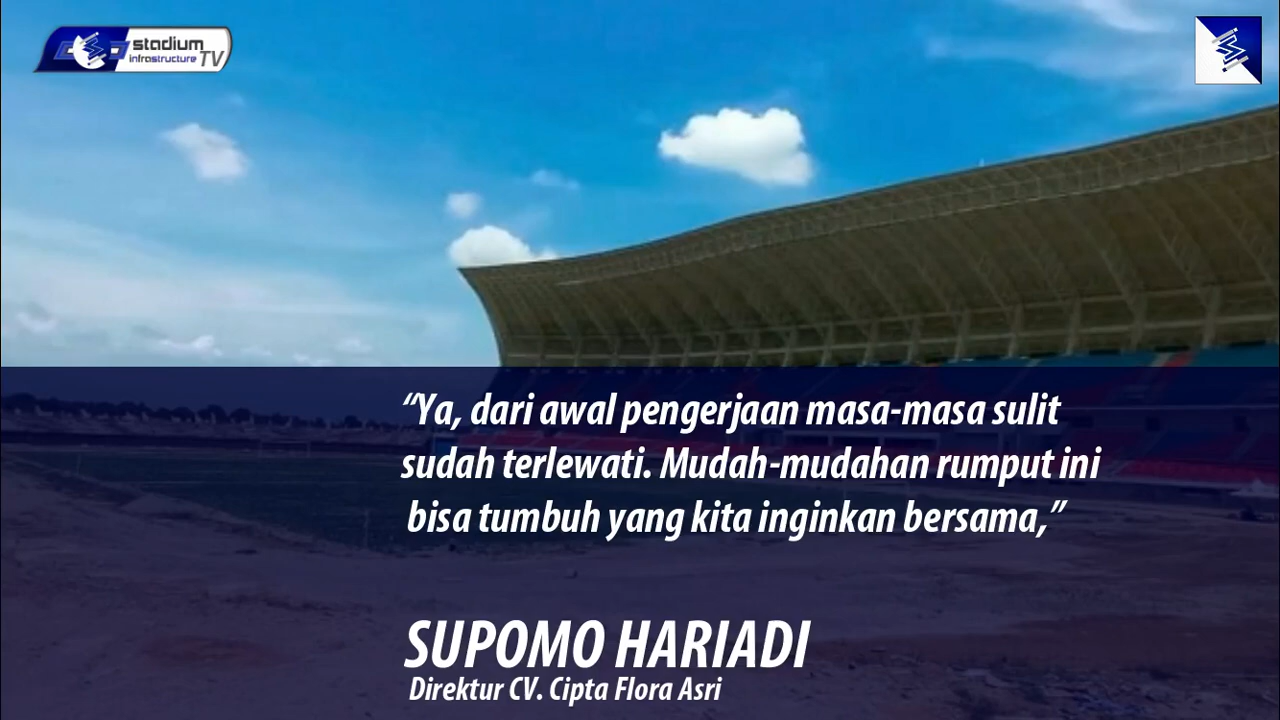 stadium
infrastructure TV
“Ya, dari awal pengerjaan masa-masa sulit
sudah terlewati. Mudah-mudahan rumput ini
bisa tumbuh yang kita inginkan bersama,”
SUPOMO HARIADI
Direktur CV. Cipta Flora Asri